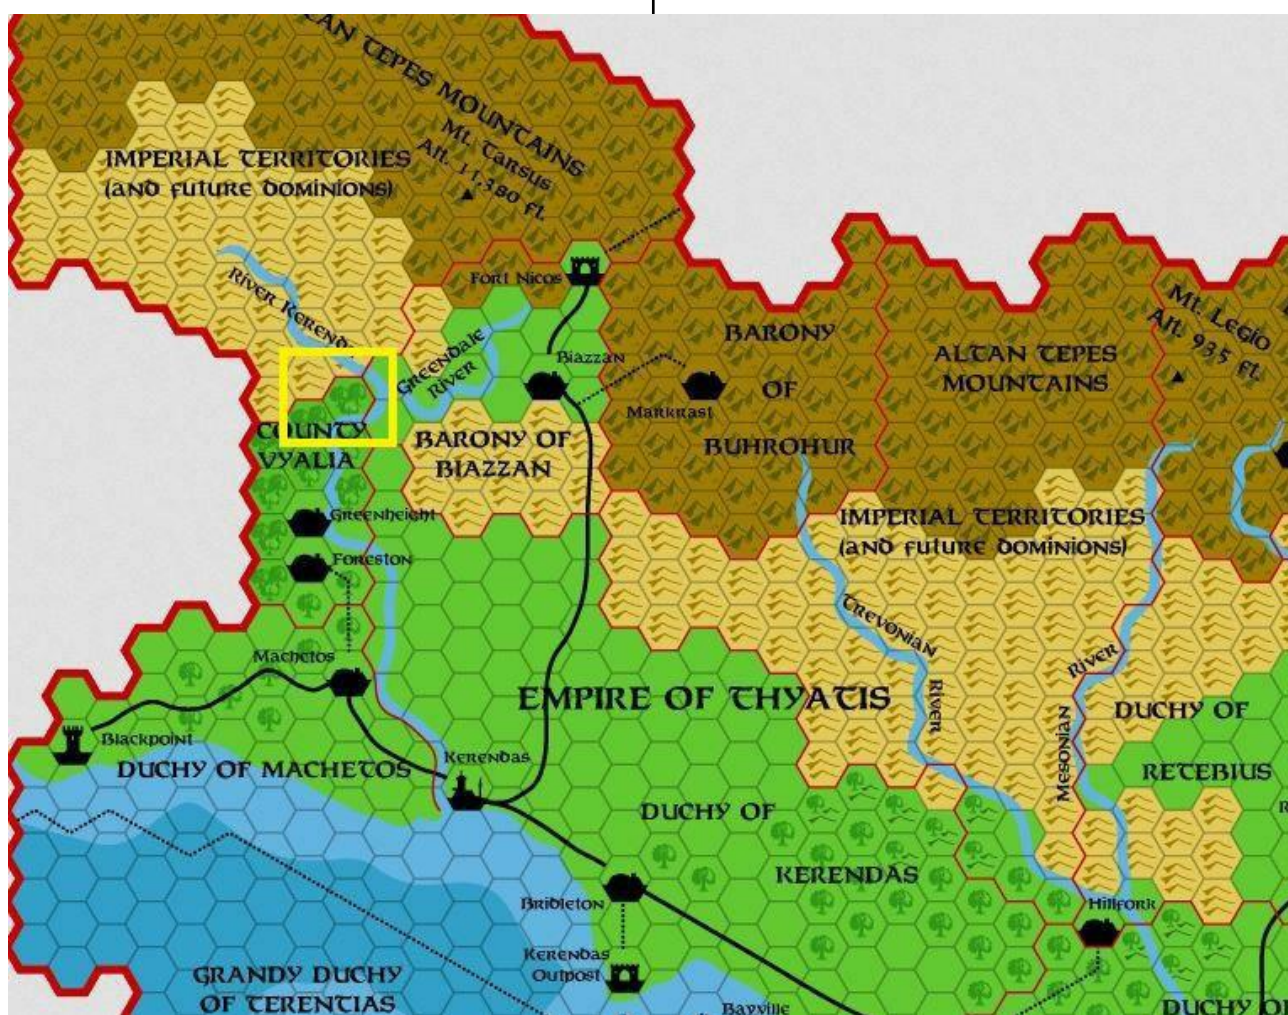 ALTAN TEPES MOUNTAINS
Mt. Tarsus
Alt. 11,380 ft.
IMPERIAL TERRITORIES
(and future dominions)
River Kerenda
Fort Nicos
Greendale
River
Biazzan
Markrast
BARONY
OF
BUHROHUR
ALTAN TEPES
MOUNTAINS
Mt. Legio
Alt. 935 ft.
COUNTY
VYALIA
BARONY OF
BIAZZAN
Greenheight
Foreston
IMPERIAL TERRITORIES
(and future dominions)
Trevonian
River
River
Mesonian
Machetos
Blackpoint
DUCHY OF MACHETOS
Kerendas
EMPIRE OF THYATIS
DUCHY OF
RETEBIUS
DUCHY OF
KERENDAS
Bridleton
Kerendas
Outpost
Hillfork
GRANDY DUCHY
OF TERENTIAS
Bayville
DUCHY OF